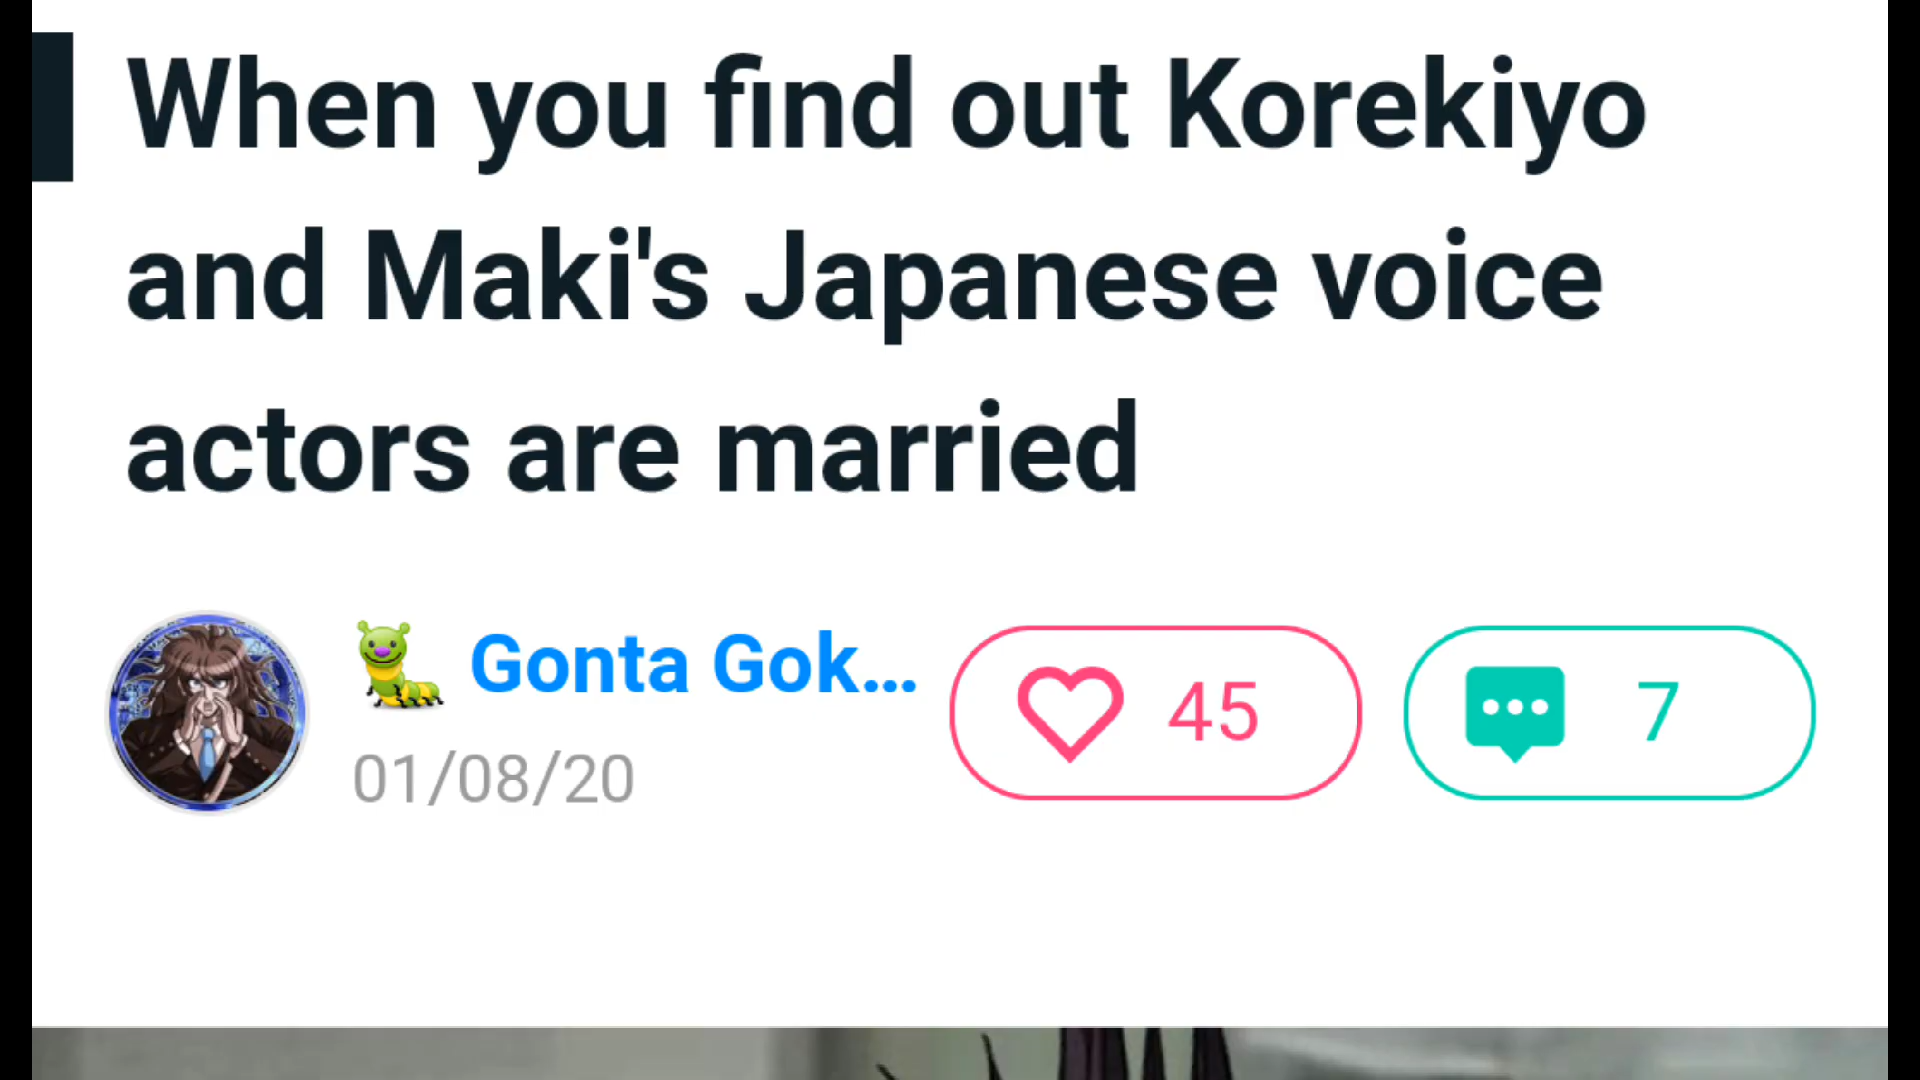 When you find out Korekiyo
and Maki's Japanese voice
actors are married
🐛 Gonta Gok...
45
7
01/08/20